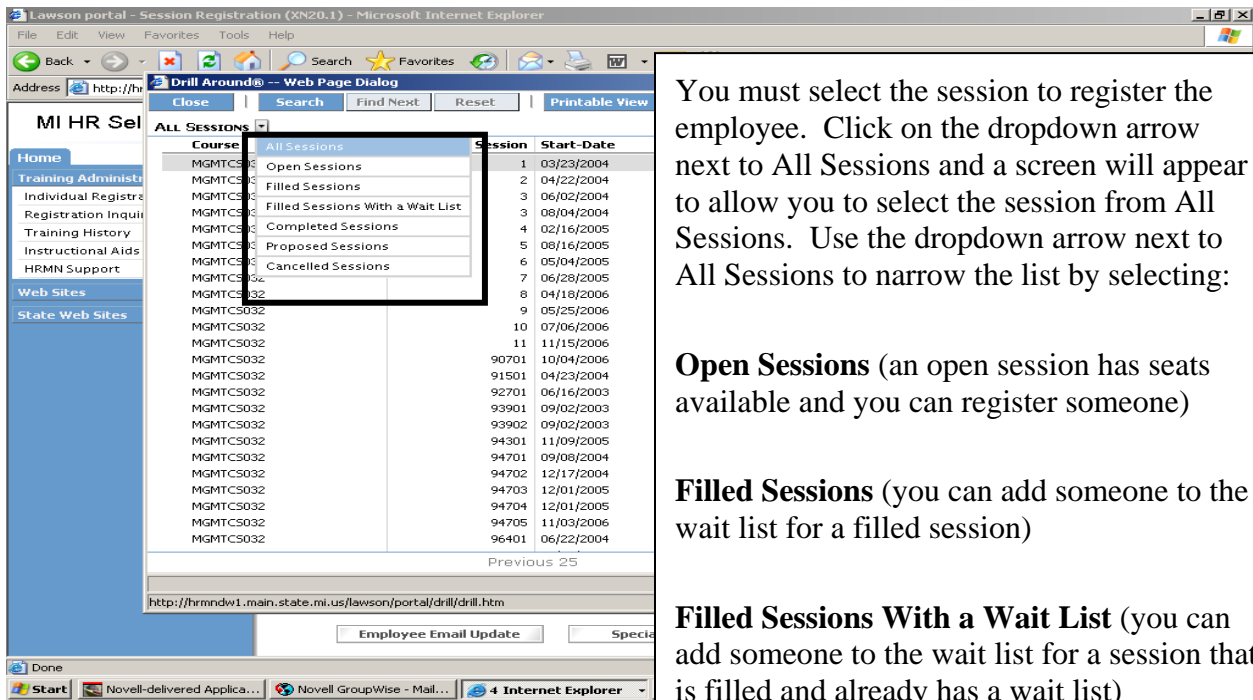 Lawson portal - Session Registration (XN20.1) - Microsoft Internet Explorer
File Edit View Favorites Tools Help
Back Search Favorites
Address http://hr
Drill Around® -- Web Page Dialog
Close | Search Find Next Reset | Printable View
MI HR Sel
Home
Training Administr
Individual Registra
Registration Inqui
Training History
Instructional Aids
HRMN Support
Web Sites
State Web Sites
ALL SESSIONS
Course Session Start-Date
All Sessions
Open Sessions
Filled Sessions
Filled Sessions With a Wait List
Completed Sessions
Proposed Sessions
Cancelled Sessions
MGMTCS03 1 03/23/2004
MGMTCS03 2 04/22/2004
MGMTCS03 3 06/02/2004
MGMTCS03 3 08/04/2004
MGMTCS03 4 02/16/2005
MGMTCS03 5 08/16/2005
MGMTCS03 6 05/04/2005
MGMTCS032 7 06/28/2005
MGMTCS032 8 04/18/2006
MGMTCS032 9 05/25/2006
MGMTCS032 10 07/06/2006
MGMTCS032 11 11/15/2006
MGMTCS032 90701 10/04/2006
MGMTCS032 91501 04/23/2004
MGMTCS032 92701 06/16/2003
MGMTCS032 93901 09/02/2003
MGMTCS032 93902 09/02/2003
MGMTCS032 94301 11/09/2005
MGMTCS032 94701 09/08/2004
MGMTCS032 94702 12/17/2004
MGMTCS032 94703 12/01/2005
MGMTCS032 94704 12/01/2005
MGMTCS032 94705 11/03/2006
MGMTCS032 96401 06/22/2004
Previous 25
http://hrmndw1.main.state.mi.us/lawson/portal/drill/drill.htm
Employee Email Update Specia
Done
Start Novell-delivered Applica... Novell GroupWise - Mail... 4 Internet Explorer
You must select the session to register the
employee. Click on the dropdown arrow
next to All Sessions and a screen will appear
to allow you to select the session from All
Sessions. Use the dropdown arrow next to
All Sessions to narrow the list by selecting:
Open Sessions (an open session has seats
available and you can register someone)
Filled Sessions (you can add someone to the
wait list for a filled session)
Filled Sessions With a Wait List (you can
add someone to the wait list for a session that
is filled and already has a wait list)